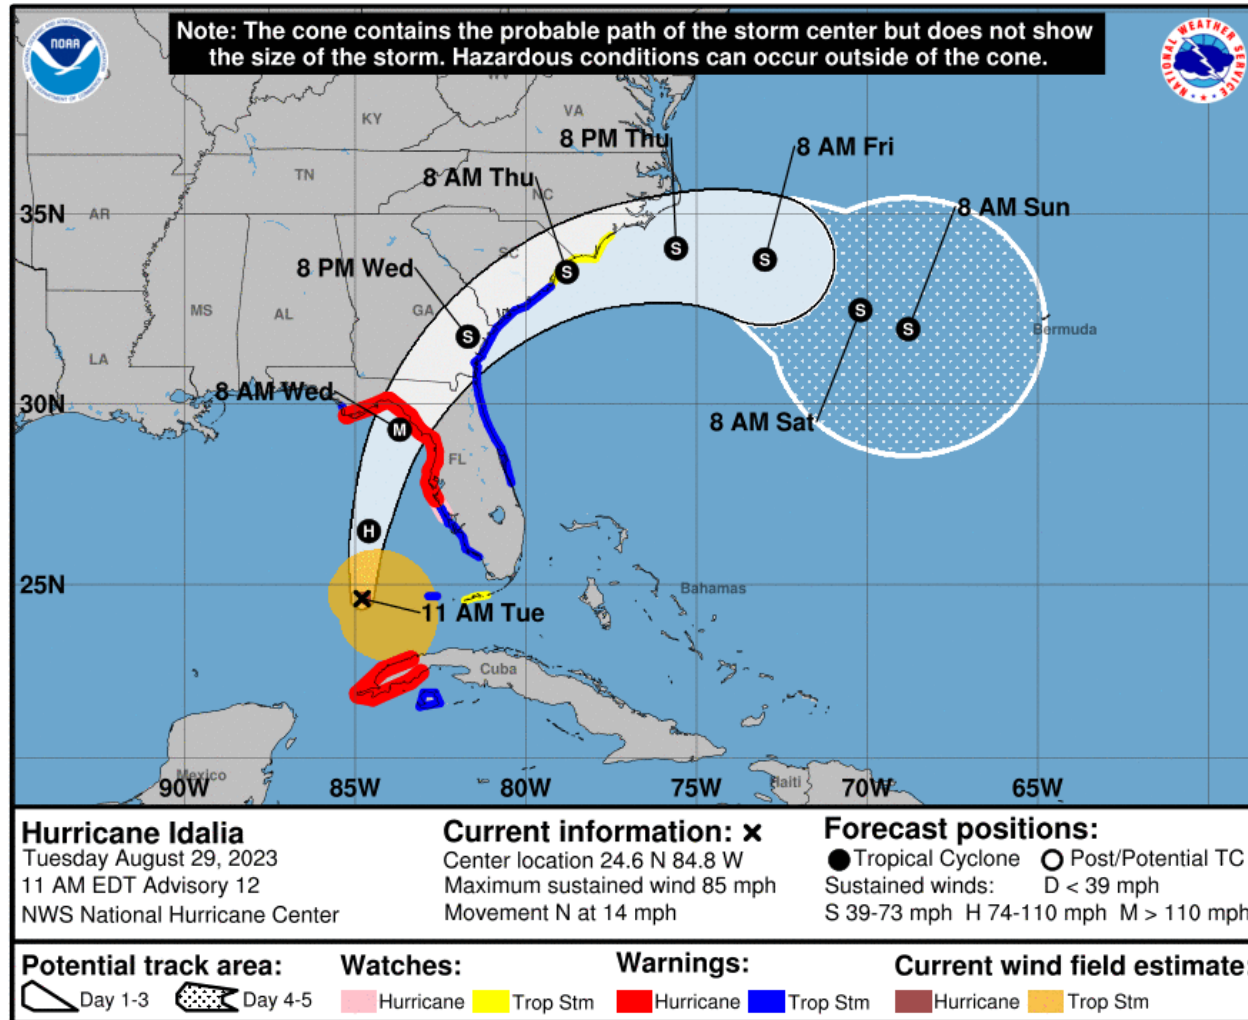 Note: The cone contains the probable path of the storm center but does not show
the size of the storm. Hazardous conditions can occur outside of the cone.
NOAA
NATIONAL WEATHER SERVICE
KY
VA
8 PM Thu
8 AM Fri
TN
8 AM Thu
NC
AR
35N
8 AM Sun
S
S
SC
8 PM Wed
S
MS
AL
GA
S
S
S
Bermuda
LA
8 AM Wed
30N
8 AM Sat
M
FL
H
25N
Bahamas
11 AM Tue
Cuba
Mexico
90W
85W
80W
75W
Haiti
70W
65W
Hurricane Idalia
Tuesday August 29, 2023
11 AM EDT Advisory 12
NWS National Hurricane Center
Current information: ×
Center location 24.6 N 84.8 W
Maximum sustained wind 85 mph
Movement N at 14 mph
Forecast positions:
Tropical Cyclone Post/Potential TC
Sustained winds: D < 39 mph
S 39-73 mph H 74-110 mph M > 110 mph
Potential track area:
Day 1-3 Day 4-5
Watches:
Hurricane Trop Stm
Warnings:
Hurricane Trop Stm
Current wind field estimate:
Hurricane Trop Stm